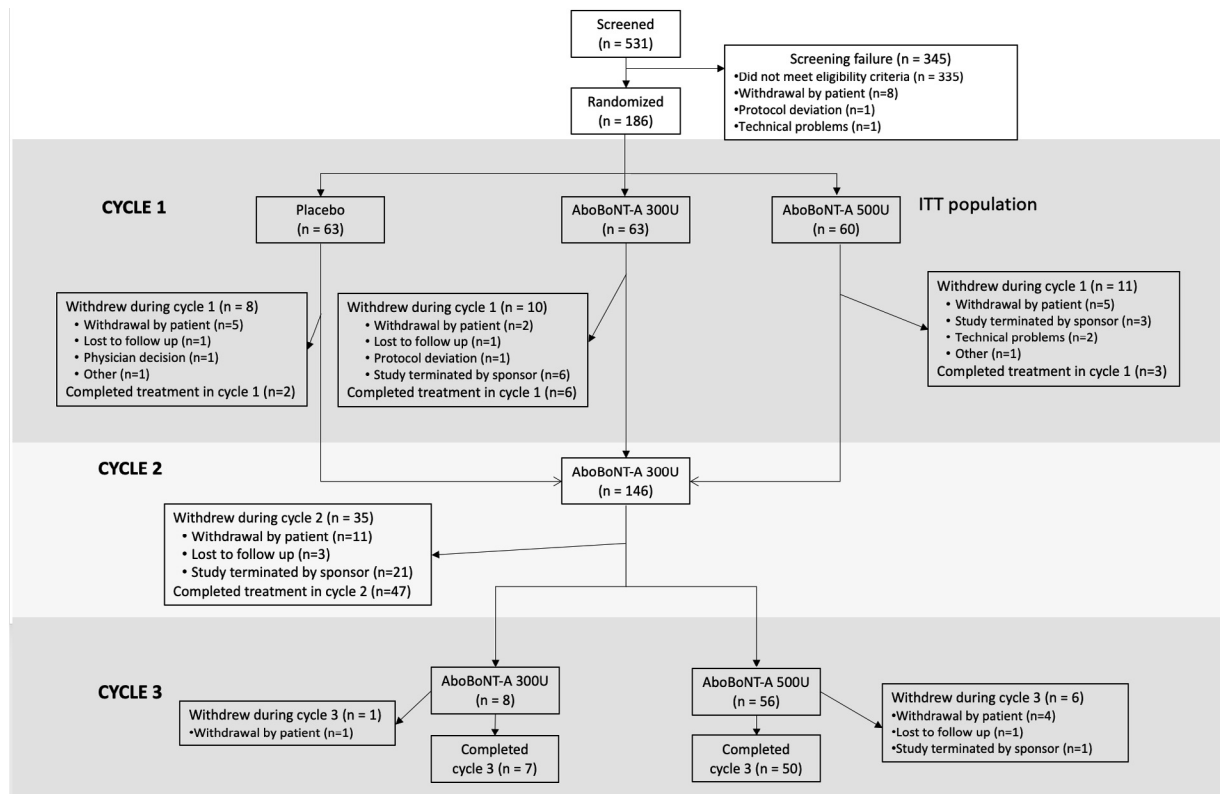 Screened
(n = 531)
Screening failure (n = 345)
•Did not meet eligibility criteria (n = 335)
•Withdrawal by patient (n=8)
•Protocol deviation (n=1)
•Technical problems (n=1)
Randomized
(n = 186)
CYCLE 1
Placebo
(n = 63)
AboBoNT-A 300U
(n = 63)
AboBoNT-A 500U
(n = 60)
ITT population
Withdrew during cycle 1 (n = 8)
• Withdrawal by patient (n=5)
• Lost to follow up (n=1)
• Physician decision (n=1)
• Other (n=1)
Completed treatment in cycle 1 (n=2)
Withdrew during cycle 1 (n = 10)
• Withdrawal by patient (n=2)
• Lost to follow up (n=1)
• Protocol deviation (n=1)
• Study terminated by sponsor (n=6)
Completed treatment in cycle 1 (n=6)
Withdrew during cycle 1 (n = 11)
• Withdrawal by patient (n=5)
• Study terminated by sponsor (n=3)
• Technical problems (n=2)
• Other (n=1)
Completed treatment in cycle 1 (n=3)
CYCLE 2
AboBoNT-A 300U
(n = 146)
Withdrew during cycle 2 (n = 35)
• Withdrawal by patient (n=11)
• Lost to follow up (n=3)
• Study terminated by sponsor (n=21)
Completed treatment in cycle 2 (n=47)
CYCLE 3
AboBoNT-A 300U
(n = 8)
AboBoNT-A 500U
(n = 56)
Withdrew during cycle 3 (n = 1)
•Withdrawal by patient (n=1)
Withdrew during cycle 3 (n = 6)
•Withdrawal by patient (n=4)
•Lost to follow up (n=1)
•Study terminated by sponsor (n=1)
Completed
cycle 3 (n = 7)
Completed
cycle 3 (n = 50)